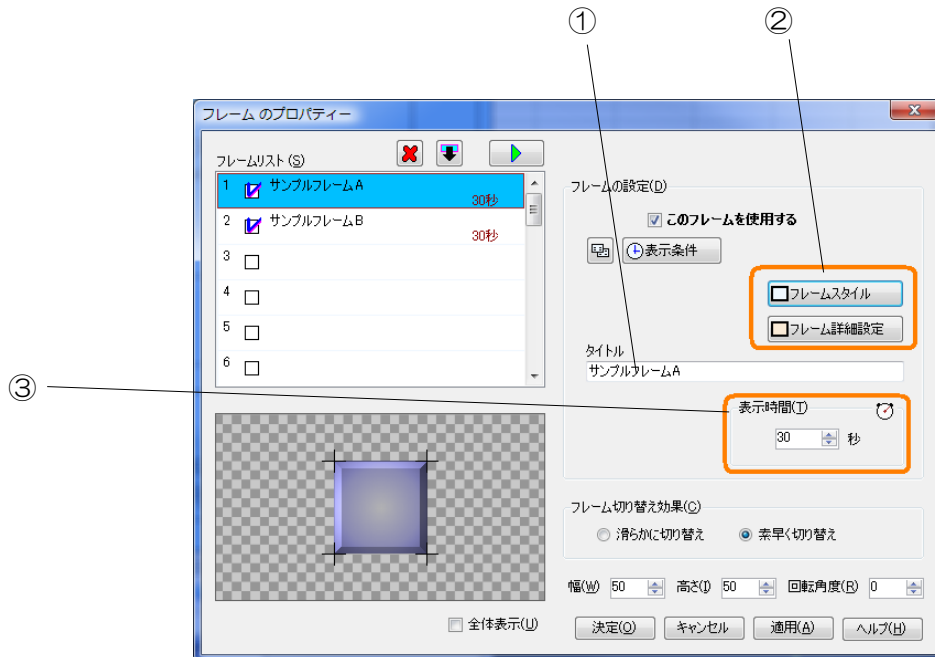 ① ②
フレーム のプロパティー
フレームリスト(S)
1 サンプルフレームA
30秒
2 サンプルフレームB
30秒
3
4
5
6
フレームの設定(D)
このフレームを使用する
表示条件
フレームスタイル
フレーム詳細設定
タイトル
サンプルフレームA
③
表示時間(T)
30 秒
フレーム切り替え効果(C)
滑らかに切り替え 素早く切り替え
幅(W) 50 高さ(I) 50 回転角度(R) 0
全体表示(U)
決定(O) キャンセル 適用(A) ヘルプ(H)